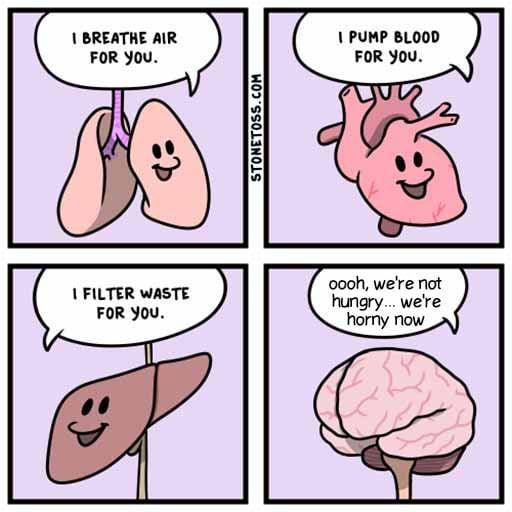 I BREATHE AIR
FOR YOU.
STONETOSS.COM
I PUMP BLOOD
FOR YOU.
I FILTER WASTE
FOR YOU.
oooh, we're not
hungry... we're
horny now